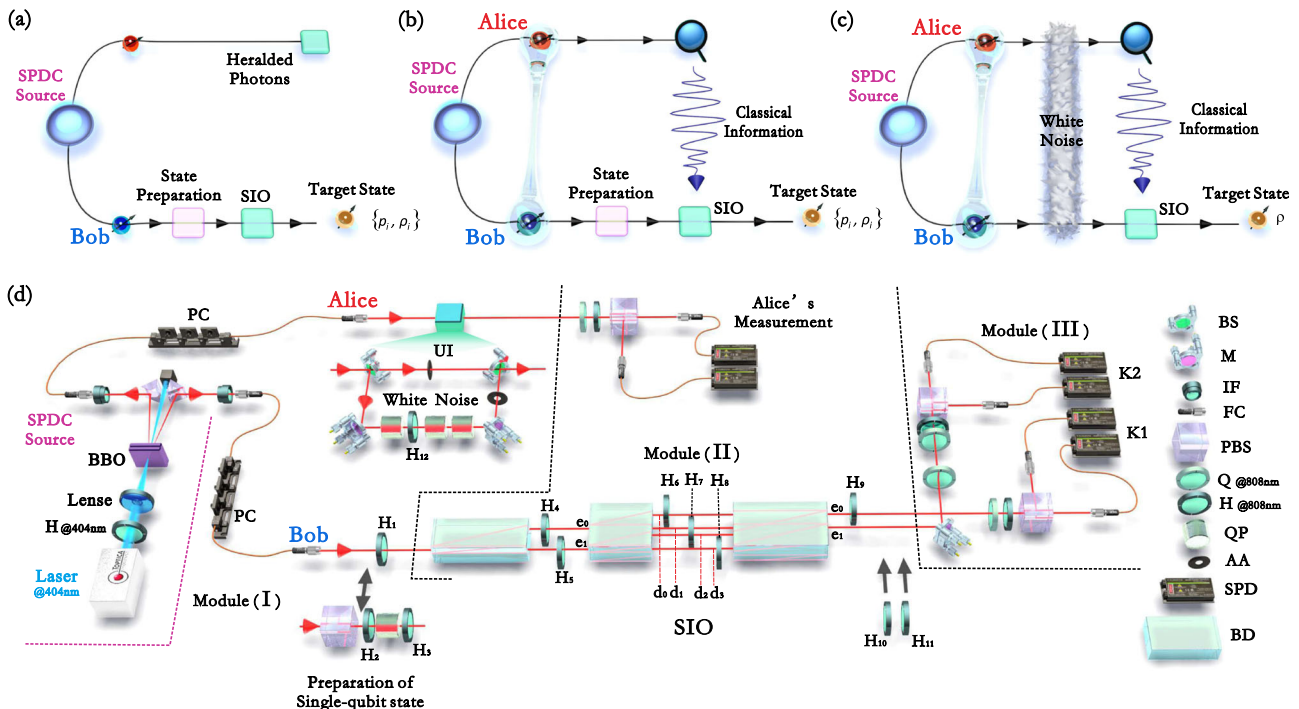 (a)
SPDC
Source
Heralded
Photons
State
Preparation
SIO
Target State
{pᵢ, ρᵢ}
Bob
(b)
Alice
SPDC
Source
Classical
Information
State
Preparation
SIO
Target State
{pᵢ, ρᵢ}
Bob
(c)
Alice
SPDC
Source
White
Noise
Classical
Information
SIO
Target State
ρ
Bob
(d)
PC
Alice
UI
White Noise
H₁₂
Alice's
Measurement
SPDC
Source
BBO
Lense
H @404nm
Laser
@404nm
TOPTICA
PC
Bob
H₁
Module (I)
H₂
H₃
Preparation of
Single-qubit state
Module (II)
H₄
H₅
e₀
e₁
H₆
H₇
H₈
d₀
d₁
d₂
d₃
SIO
e₀
e₁
H₉
H₁₀
H₁₁
Module (III)
K2
K1
BS
M
IF
FC
PBS
Q @808nm
H @808nm
QP
AA
SPD
BD